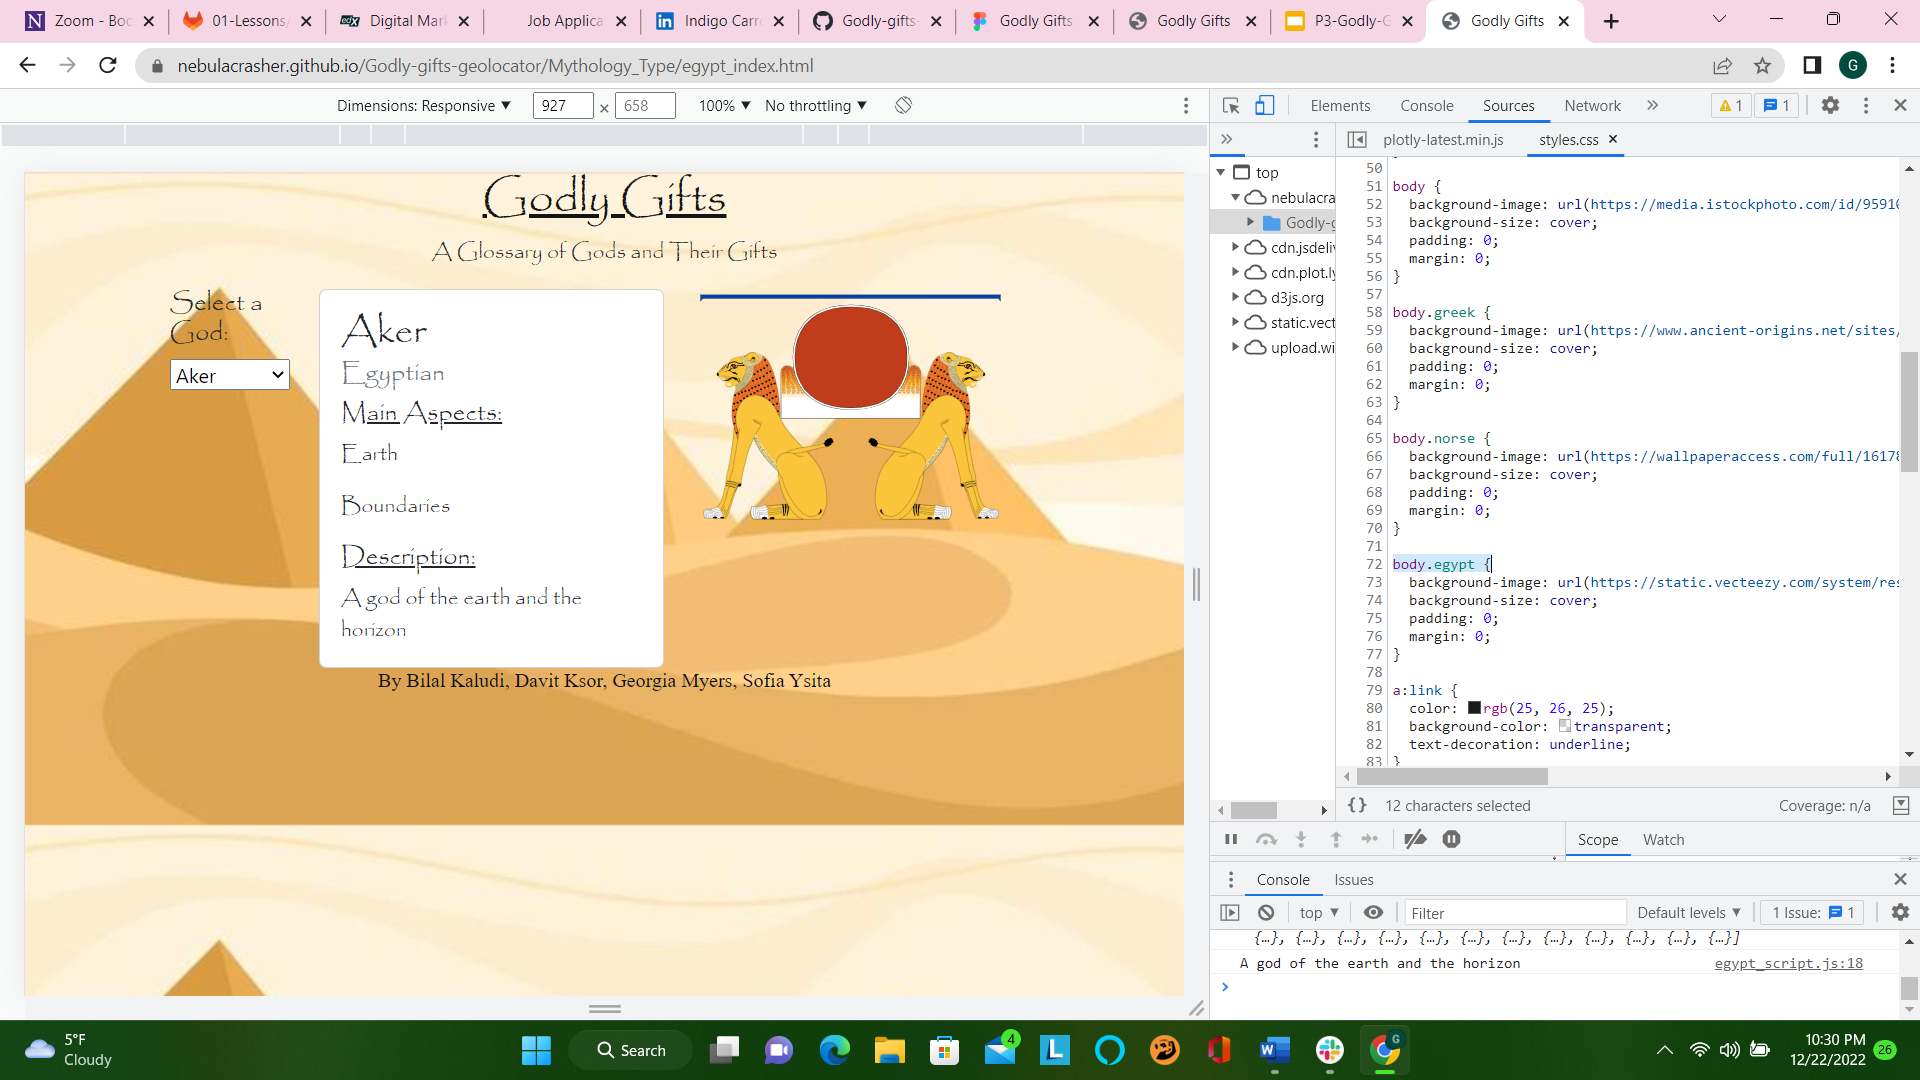 Zoom - Boo
01-Lessons/
Digital Mark
Job Applica
Indigo Carr
Godly-gifts-
Godly Gifts
Godly Gifts
P3-Godly-G
Godly Gifts
nebulacrasher.github.io/Godly-gifts-geolocator/Mythology_Type/egypt_index.html
G
Dimensions: Responsive
927 × 658
100%
No throttling
Elements Console Sources Network
1
1
plotly-latest.min.js
styles.css
top
nebulacra
Godly-g
cdn.jsdeliv
cdn.plot.ly
d3js.org
static.vect
upload.wi
50
51 body {
52 background-image: url(https://media.istockphoto.com/id/95910
53 background-size: cover;
54 padding: 0;
55 margin: 0;
56 }
57
58 body.greek {
59 background-image: url(https://www.ancient-origins.net/sites/
60 background-size: cover;
61 padding: 0;
62 margin: 0;
63 }
64
65 body.norse {
66 background-image: url(https://wallpaperaccess.com/full/16178
67 background-size: cover;
68 padding: 0;
69 margin: 0;
70 }
71
72 body.egypt {
73 background-image: url(https://static.vecteezy.com/system/res
74 background-size: cover;
75 padding: 0;
76 margin: 0;
77 }
78
79 a:link {
80 color: rgb(25, 26, 25);
81 background-color: transparent;
82 text-decoration: underline;
83 }
{} 12 characters selected
Coverage: n/a
Scope Watch
Console Issues
top
Filter
Default levels
1 Issue: 1
{…}, {…}, {…}, {…}, {…}, {…}, {…}, {…}, {…}, {…}, {…}, {…}]
A god of the earth and the horizon
egypt_script.js:18
Godly Gifts
A Glossary of Gods and Their Gifts
Select a
God:
Aker
Aker
Egyptian
Main Aspects:
Earth
Boundaries
Description:
A god of the earth and the
horizon
By Bilal Kaludi, Davit Ksor, Georgia Myers, Sofia Ysita
5°F
Cloudy
Search
4
10:30 PM
12/22/2022
26